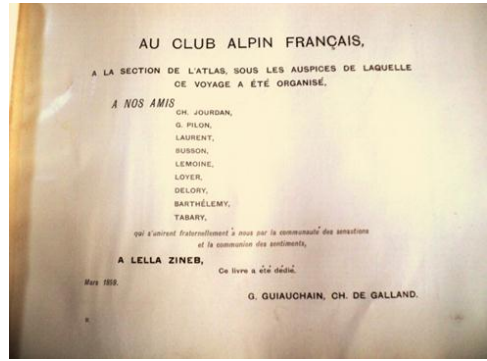 AU CLUB ALPIN FRANÇAIS,
A LA SECTION DE L'ATLAS, SOUS LES AUSPICES DE LAQUELLE
CE VOYAGE A ÉTÉ ORGANISÉ,
A NOS AMIS
CH. JOURDAN,
G. PILON,
LAURENT,
BUSSON,
LEMOINE,
LOYER,
DELORY,
BARTHÉLEMY,
TABARY,
qui s'unirent fraternellement à nous par la communauté des sensations
et la communion des sentiments,
A LELLA ZINEB,
Ce livre a été dédié.
Mars 1899.
G. GUIAUCHAIN, CH. DE GALLAND.